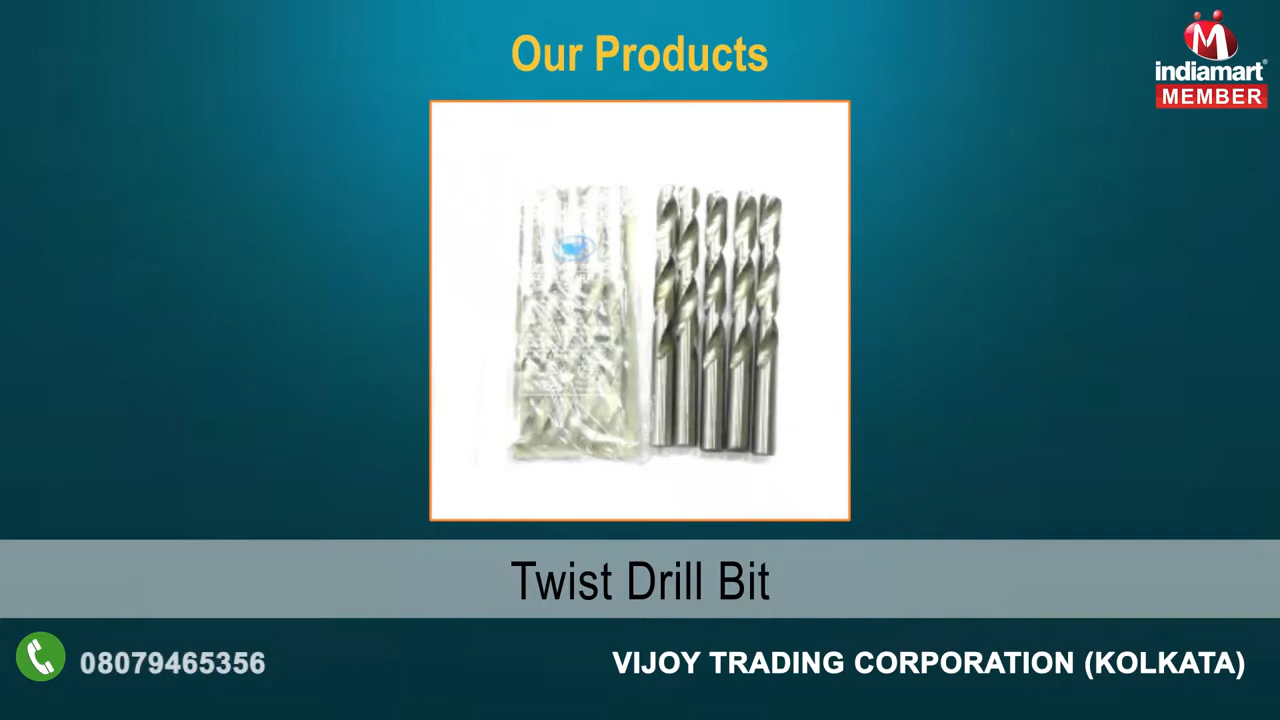 Our Products
indiamart®
MEMBER
Twist Drill Bit
08079465356
VIJOY TRADING CORPORATION (KOLKATA)